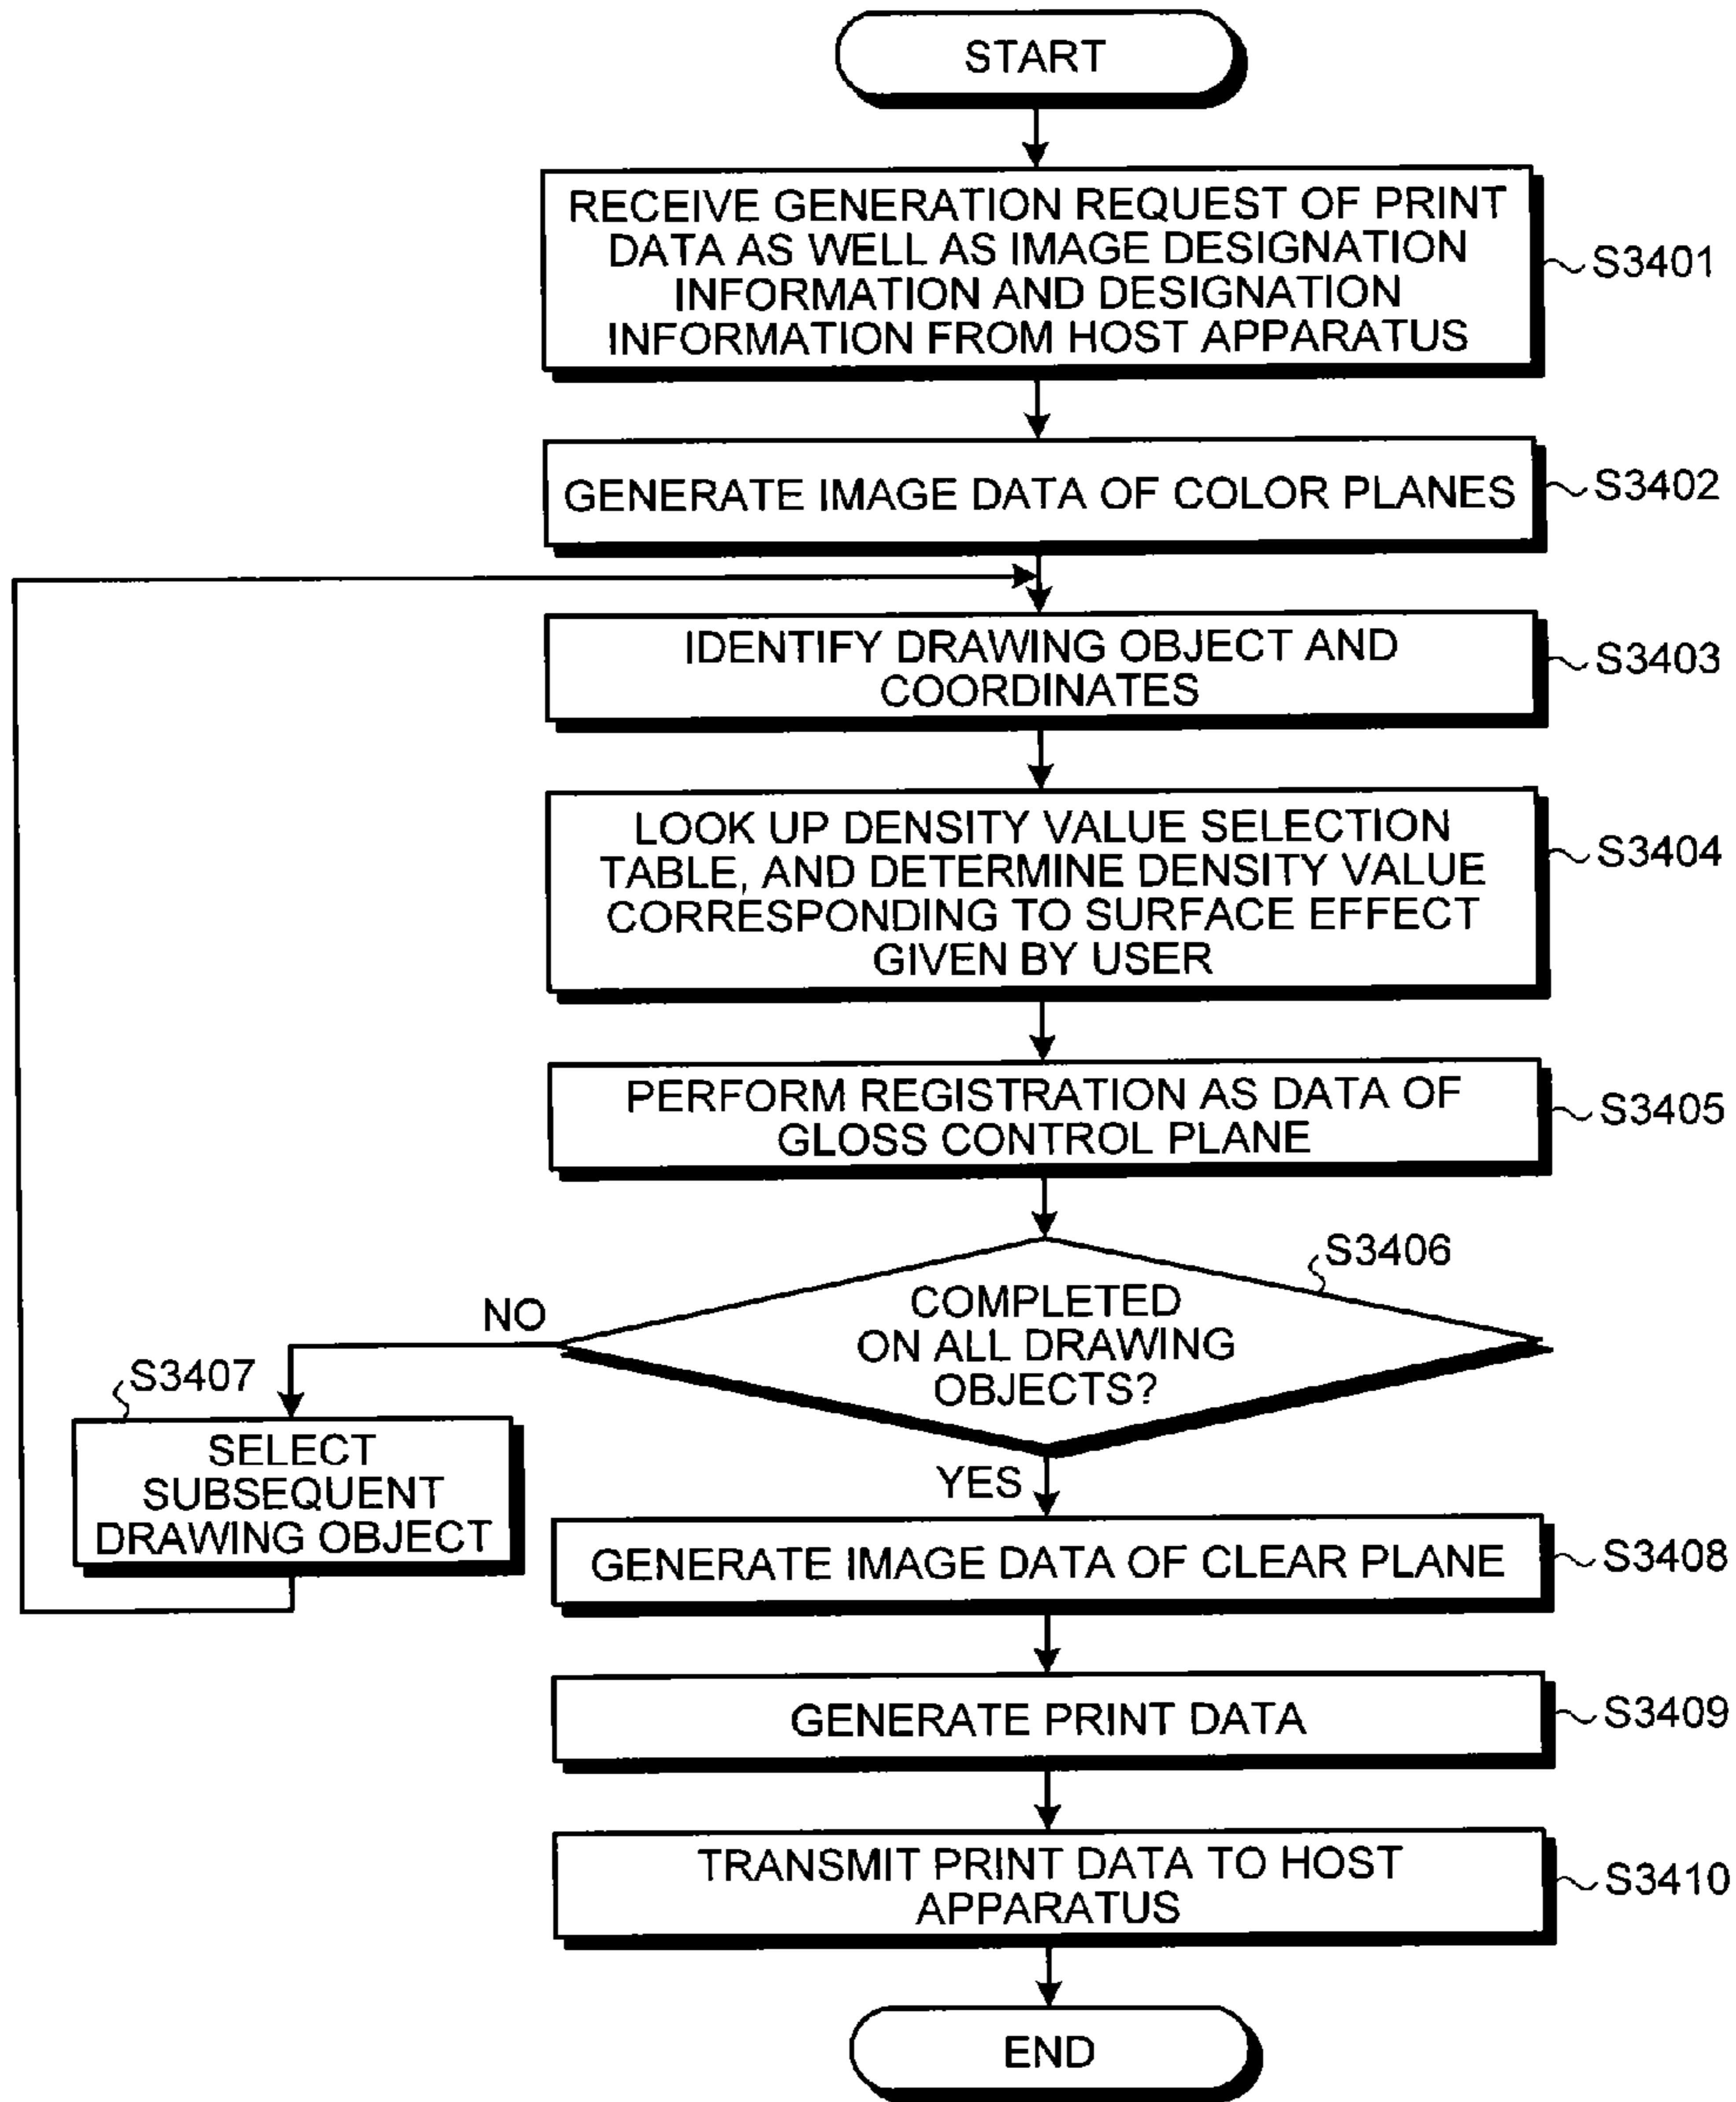 START
RECEIVE GENERATION REQUEST OF PRINT
DATA AS WELL AS IMAGE DESIGNATION
INFORMATION AND DESIGNATION
INFORMATION FROM HOST APPARATUS
S3401
GENERATE IMAGE DATA OF COLOR PLANES
S3402
IDENTIFY DRAWING OBJECT AND
COORDINATES
S3403
LOOK UP DENSITY VALUE SELECTION
TABLE, AND DETERMINE DENSITY VALUE
CORRESPONDING TO SURFACE EFFECT
GIVEN BY USER
S3404
PERFORM REGISTRATION AS DATA OF
GLOSS CONTROL PLANE
S3405
S3406
COMPLETED
ON ALL DRAWING
OBJECTS?
NO
S3407
SELECT
SUBSEQUENT
DRAWING OBJECT
YES
GENERATE IMAGE DATA OF CLEAR PLANE
S3408
GENERATE PRINT DATA
S3409
TRANSMIT PRINT DATA TO HOST
APPARATUS
S3410
END